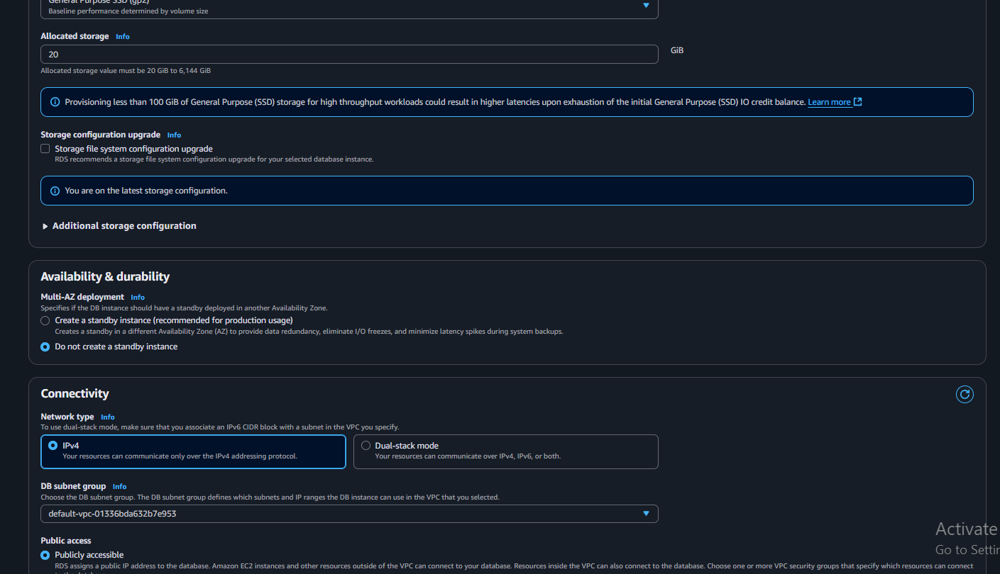 General Purpose SSD (gp2)
Baseline performance determined by volume size
Allocated storage Info
20
GiB
Allocated storage value must be 20 GiB to 6,144 GiB
Provisioning less than 100 GiB of General Purpose (SSD) storage for high throughput workloads could result in higher latencies upon exhaustion of the initial General Purpose (SSD) IO credit balance. Learn more
Storage configuration upgrade Info
Storage file system configuration upgrade
RDS recommends a storage file system configuration upgrade for your selected database instance.
You are on the latest storage configuration.
Additional storage configuration
Availability & durability
Multi-AZ deployment Info
Specifies if the DB instance should have a standby deployed in another Availability Zone.
Create a standby instance (recommended for production usage)
Creates a standby in a different Availability Zone (AZ) to provide data redundancy, eliminate I/O freezes, and minimize latency spikes during system backups.
Do not create a standby instance
Connectivity
Network type Info
To use dual-stack mode, make sure that you associate an IPv6 CIDR block with a subnet in the VPC you specify.
IPv4
Your resources can communicate only over the IPv4 addressing protocol.
Dual-stack mode
Your resources can communicate over IPv4, IPv6, or both.
DB subnet group Info
Choose the DB subnet group. The DB subnet group defines which subnets and IP ranges the DB instance can use in the VPC that you selected.
default-vpc-01336bda632b7e953
Public access
Publicly accessible
RDS assigns a public IP address to the database. Amazon EC2 instances and other resources outside of the VPC can connect to your database. Resources inside the VPC can also connect to the database. Choose one or more VPC security groups that specify which resources can connect
Activate
Go to Settin